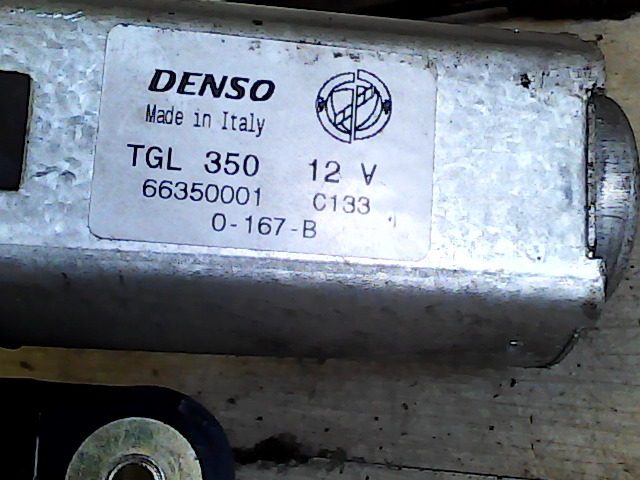 DENSO
Made in Italy
TGL 350 12 V
66350001 C133
0-167-B